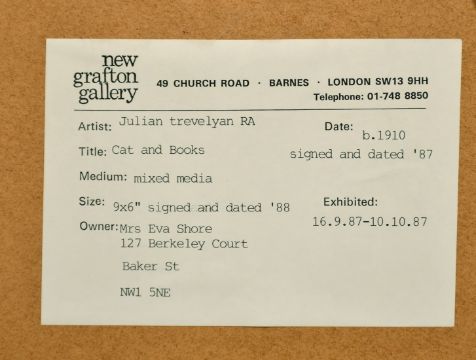 new
grafton
gallery
49 CHURCH ROAD · BARNES · LONDON SW13 9HH
Telephone: 01-748 8850
Artist: Julian trevelyan RA
Date: b.1910
Title: Cat and Books
signed and dated '87
Medium: mixed media
Size: 9x6" signed and dated '88
Exhibited:
16.9.87-10.10.87
Owner: Mrs Eva Shore
127 Berkeley Court
Baker St
NW1 5NE